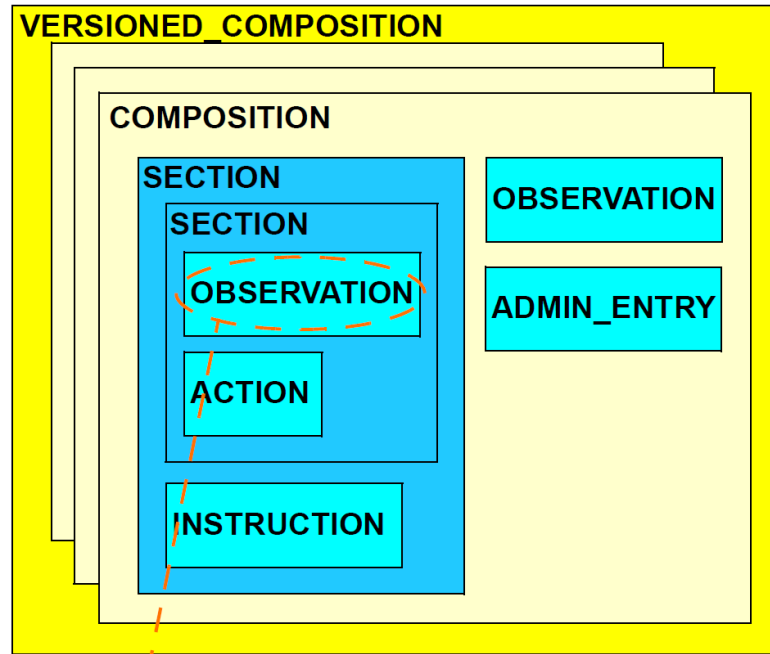 VERSIONED_COMPOSITION
COMPOSITION
SECTION
SECTION
OBSERVATION
ACTION
INSTRUCTION
OBSERVATION
ADMIN_ENTRY